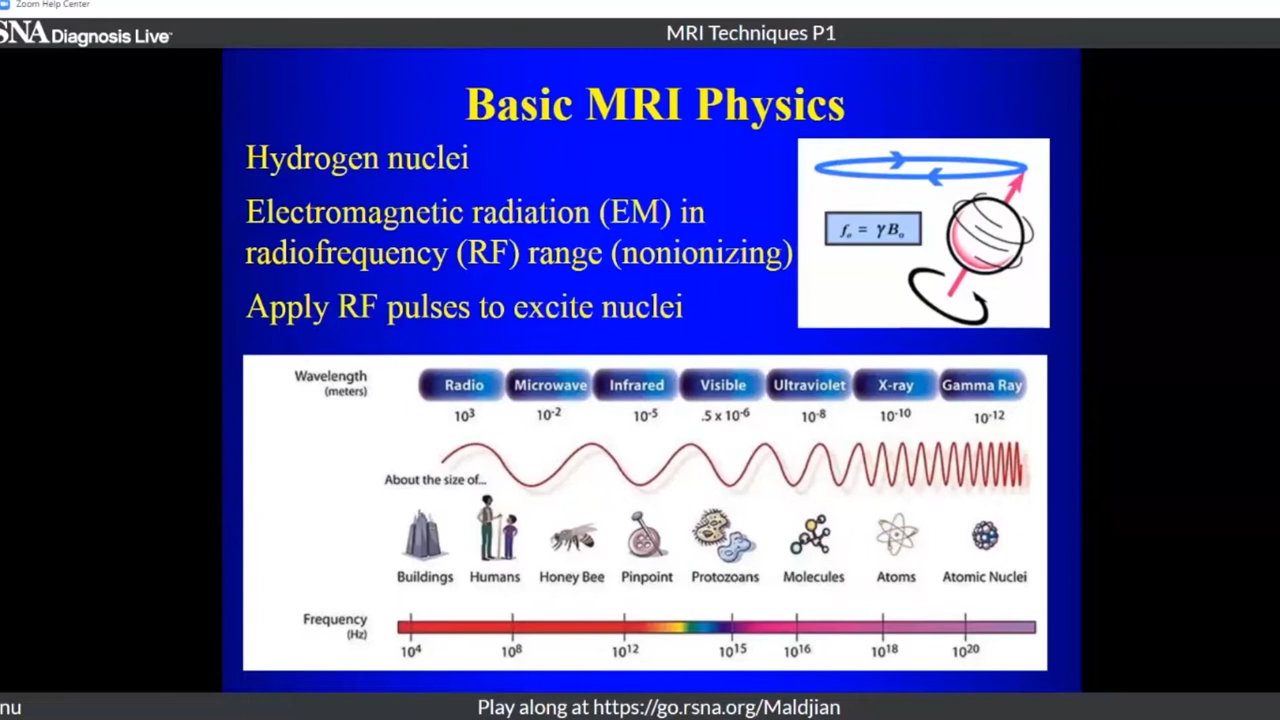 Zoom Help Center
SNA Diagnosis Live™
MRI Techniques P1
Basic MRI Physics
Hydrogen nuclei
Electromagnetic radiation (EM) in
radiofrequency (RF) range (nonionizing)
Apply RF pulses to excite nuclei
fₒ = γBₒ
Wavelength
(meters)
Radio Microwave Infrared Visible Ultraviolet X-ray Gamma Ray
10³ 10⁻² 10⁻⁵ .5 x 10⁻⁶ 10⁻⁸ 10⁻¹⁰ 10⁻¹²
About the size of...
Buildings Humans Honey Bee Pinpoint Protozoans Molecules Atoms Atomic Nuclei
Frequency
(Hz)
10⁴ 10⁸ 10¹² 10¹⁵ 10¹⁶ 10¹⁸ 10²⁰
nu
Play along at https://go.rsna.org/Maldjian